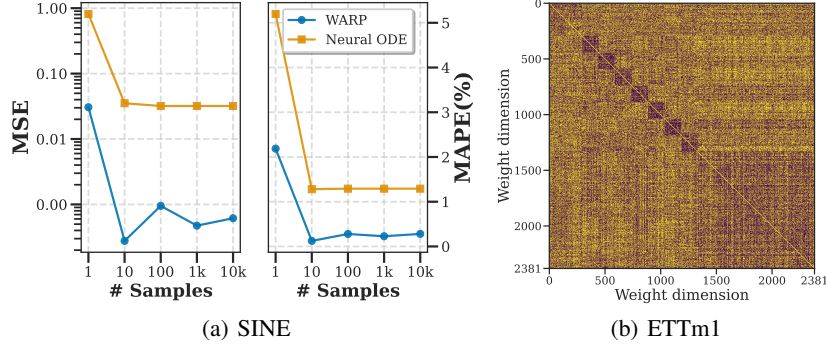 1.00
0.10
0.01
0.00
MSE
1
10
100
1k
10k
# Samples
WARP
Neural ODE
5
4
3
2
1
0
MAPE(%)
1
10
100
1k
10k
# Samples
(a) SINE
0
500
1000
1500
2000
2381
Weight dimension
0
500
1000
1500
2000
2381
Weight dimension
(b) ETTm1